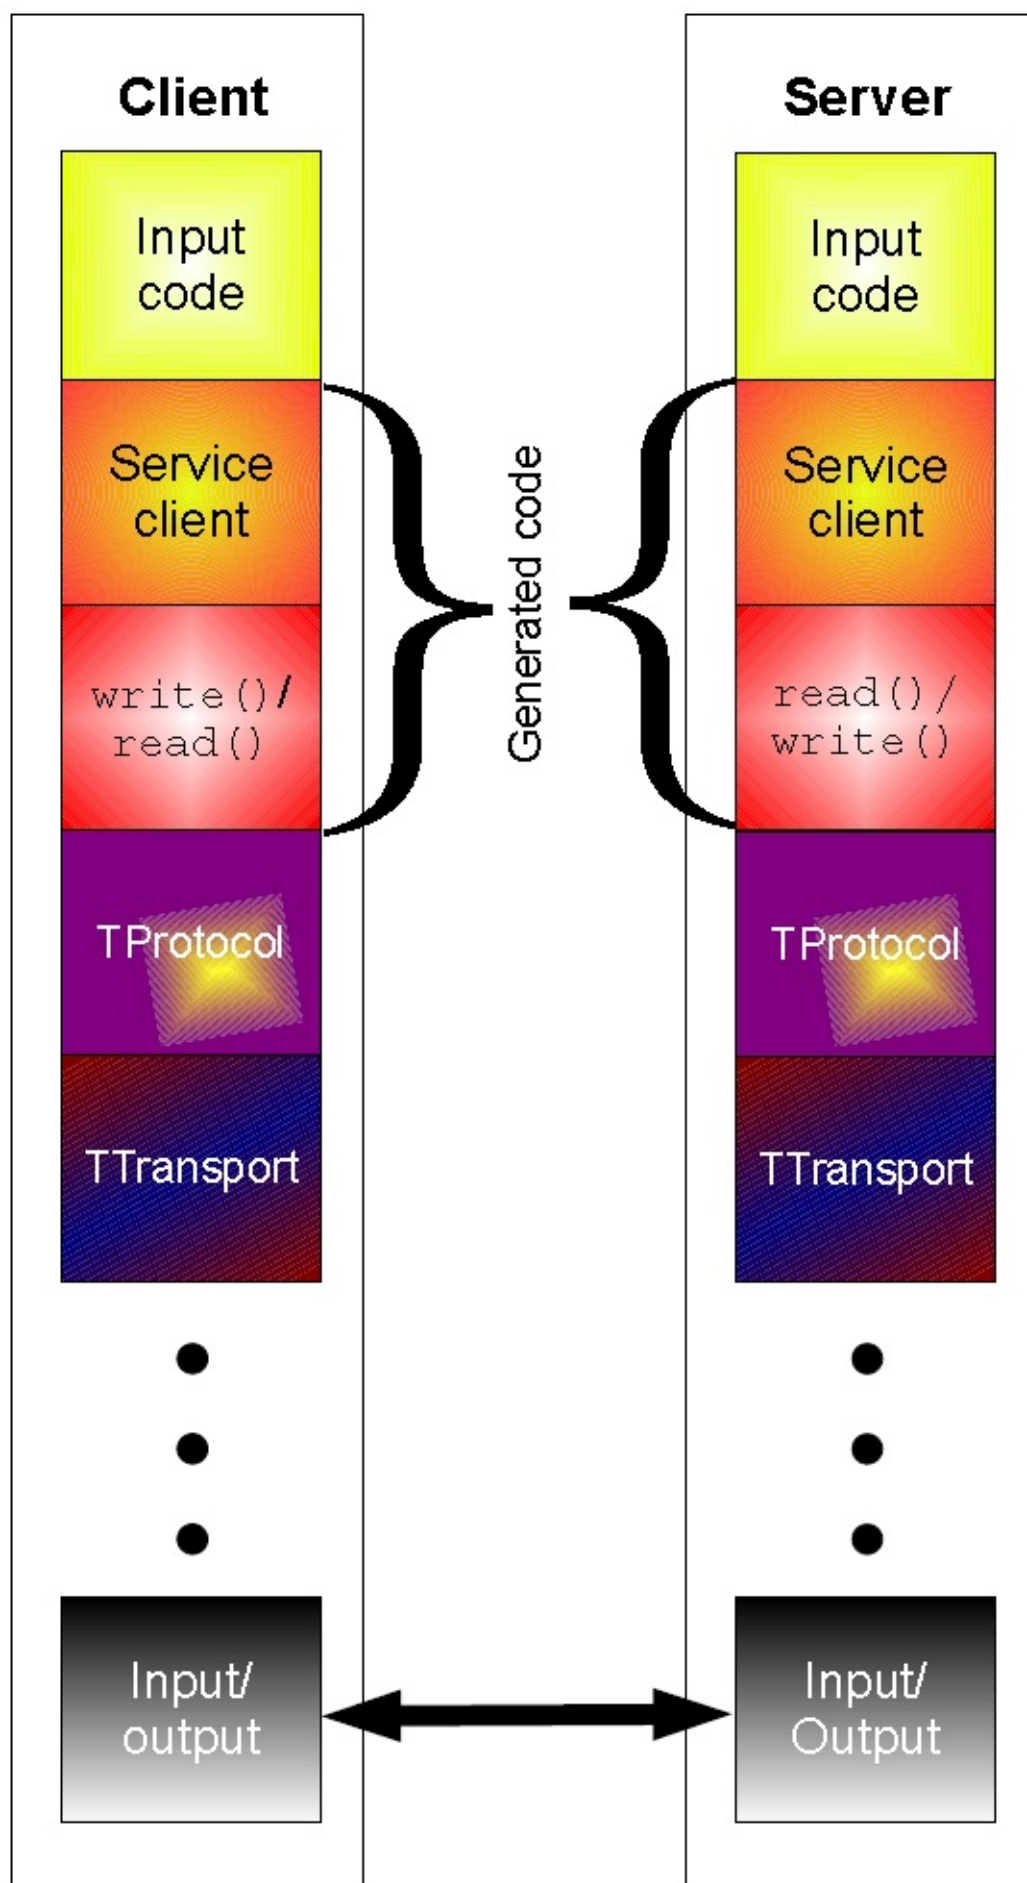 Client
Input
code
Service
client
write()/
read()
TProtocol
TTransport
Input/
output
Generated code
Server
Input
code
Service
client
read()/
write()
TProtocol
TTransport
Input/
Output